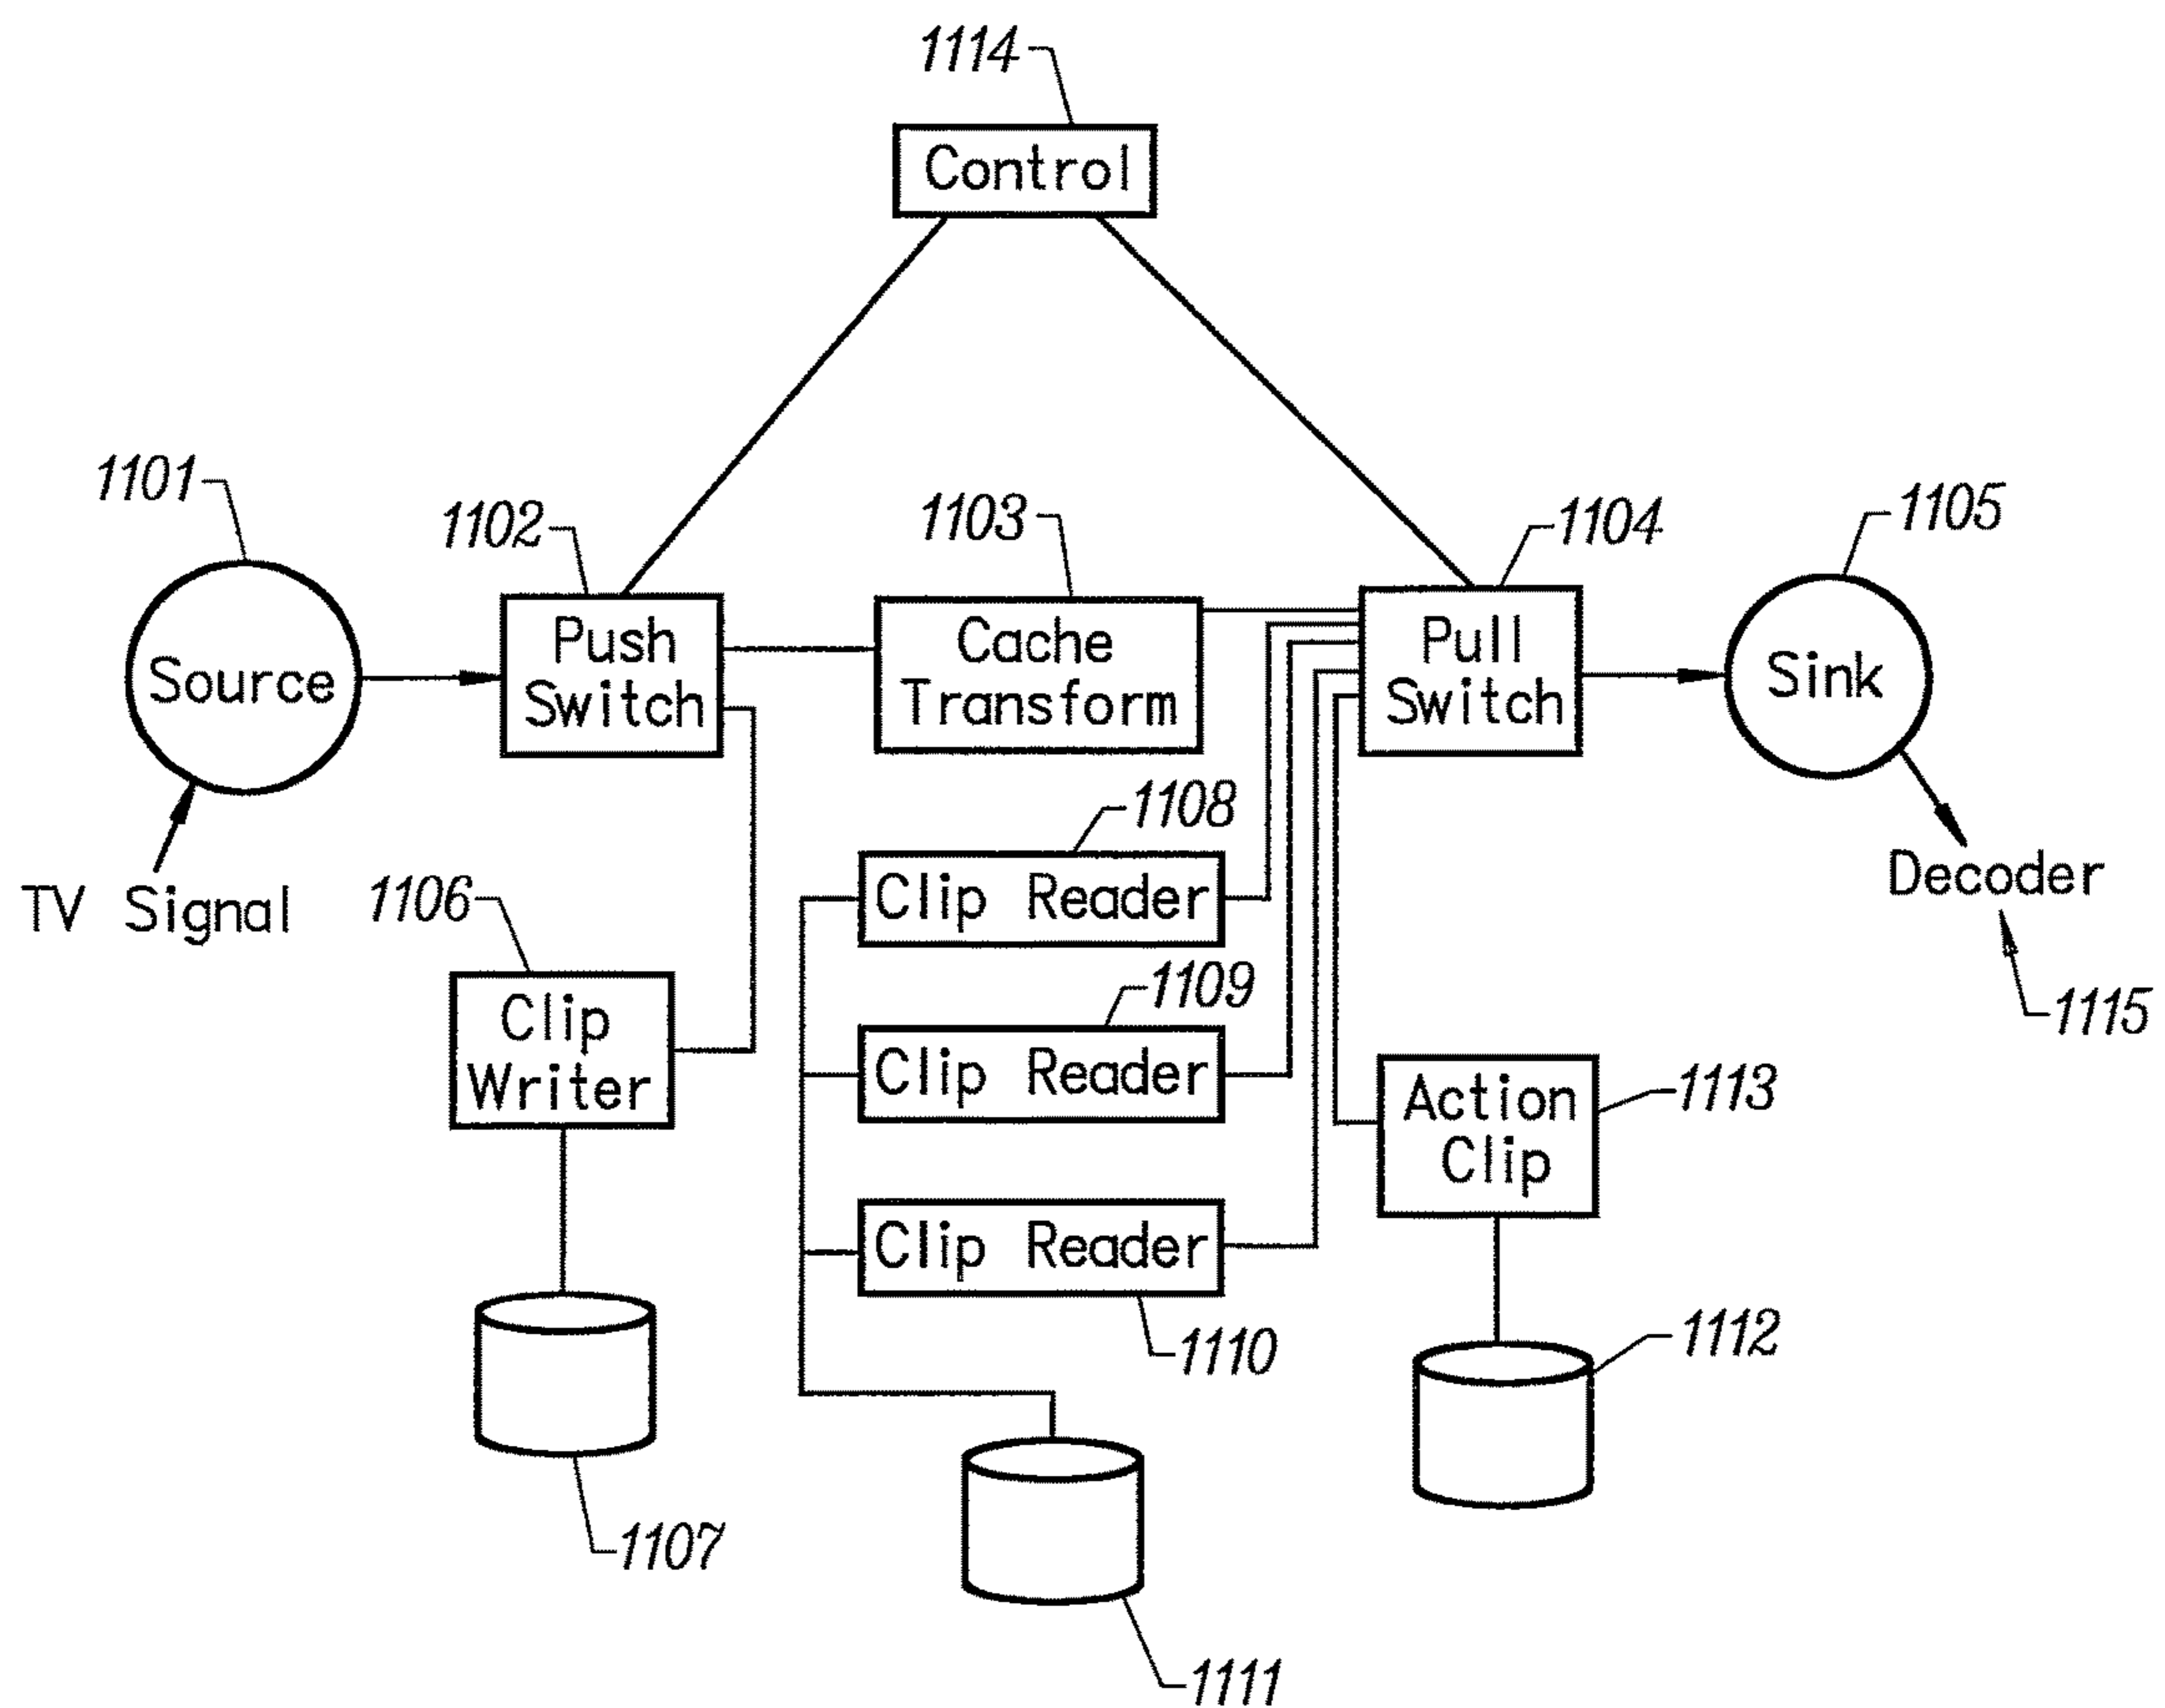 1114
Control
1101
1102
1103
1104
1105
Source
Push
Switch
Cache
Transform
Pull
Switch
Sink
TV Signal
1106
Clip
Writer
1107
1108
Clip Reader
1109
Clip Reader
Clip Reader
1110
1111
Decoder
1115
Action
Clip
1113
1112